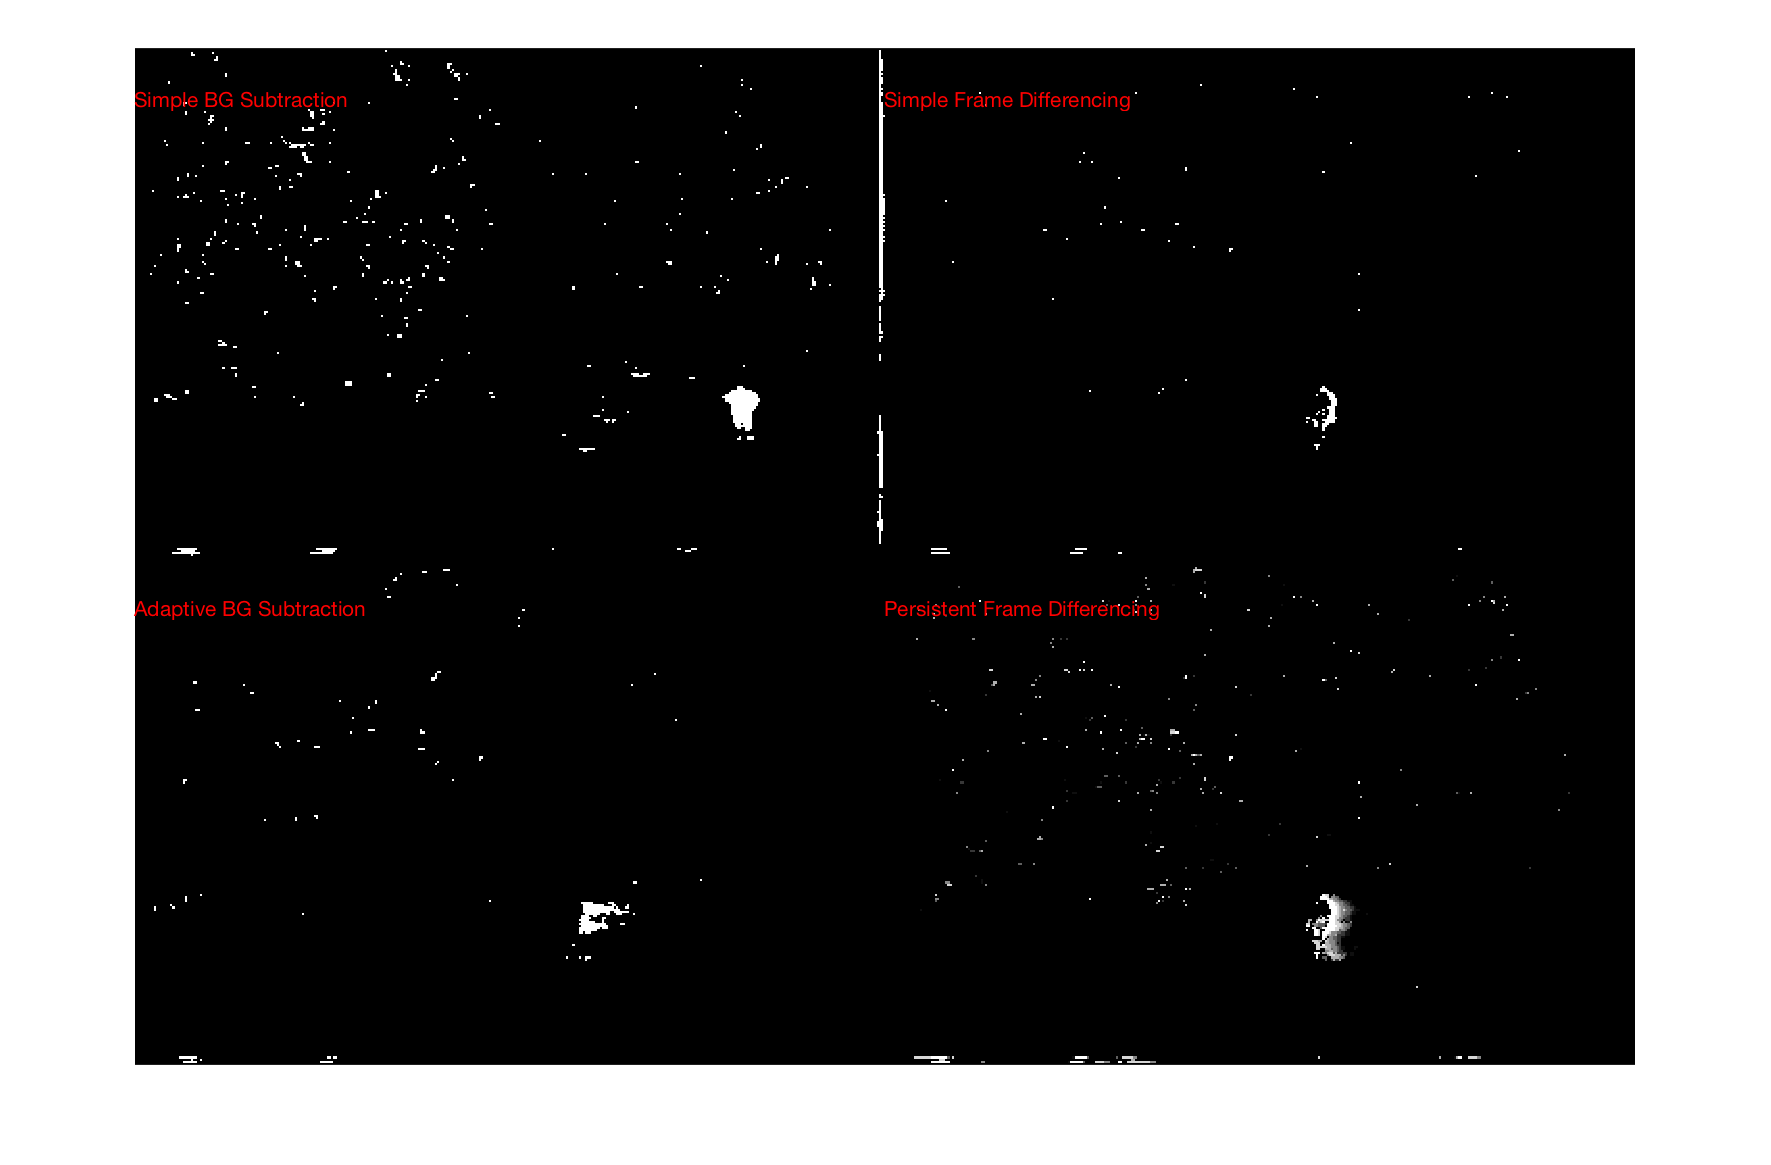 Simple BG Subtraction
Simple Frame Differencing
Adaptive BG Subtraction
Persistent Frame Differencing